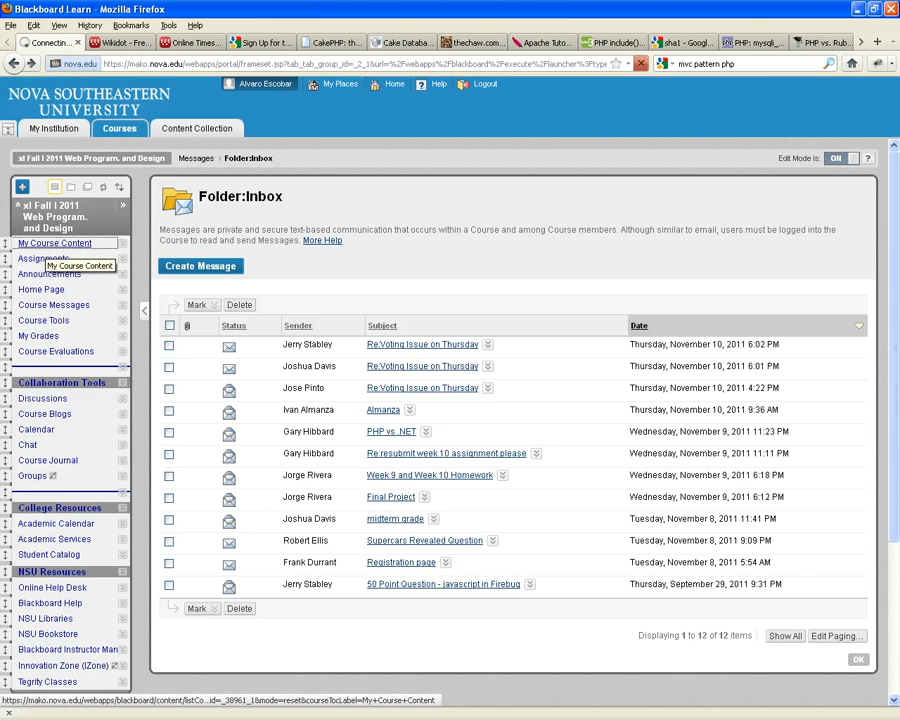 Blackboard Learn - Mozilla Firefox
File Edit View History Bookmarks Tools Help
Connectin... Wikidot - Fre... Online Times... Sign Up for t... CakePHP: th... Cake Databa... thechaw.com... Apache Tuto... PHP include()... sha1 - Googl... PHP: mysqli_... PHP vs. Rub...
nova.edu https://mako.nova.edu/webapps/portal/frameset.jsp?tab_tab_group_id=_2_1&url=%2Fwebapps%2Fblackboard%2Fexecute%2Flauncher%3Ftype mvc pattern php
NOVA SOUTHEASTERN
UNIVERSITY
Alvaro Escobar My Places Home Help Logout
My Institution Courses Content Collection
xl Fall I 2011 Web Program. and Design Messages > Folder:Inbox Edit Mode is: ON ?
xl Fall I 2011
Web Program.
and Design
My Course Content
Assignments
My Course Content
Announcements
Home Page
Course Messages
Course Tools
My Grades
Course Evaluations
Collaboration Tools
Discussions
Course Blogs
Calendar
Chat
Course Journal
Groups
College Resources
Academic Calendar
Academic Services
Student Catalog
NSU Resources
Online Help Desk
Blackboard Help
NSU Libraries
NSU Bookstore
Blackboard Instructor Man
Innovation Zone (IZone)
Tegrity Classes
Folder:Inbox
Messages are private and secure text-based communication that occurs within a Course and among Course members. Although similar to email, users must be logged into the
Course to read and send Messages. More Help
Create Message
Mark Delete
Status Sender Subject Date
Jerry Stabley Re:Voting Issue on Thursday Thursday, November 10, 2011 6:02 PM
Joshua Davis Re:Voting Issue on Thursday Thursday, November 10, 2011 6:01 PM
Jose Pinto Re:Voting Issue on Thursday Thursday, November 10, 2011 4:22 PM
Ivan Almanza Almanza Thursday, November 10, 2011 9:36 AM
Gary Hibbard PHP vs .NET Wednesday, November 9, 2011 11:23 PM
Gary Hibbard Re:resubmit week 10 assignment please Wednesday, November 9, 2011 11:11 PM
Jorge Rivera Week 9 and Week 10 Homework Wednesday, November 9, 2011 6:18 PM
Jorge Rivera Final Project Wednesday, November 9, 2011 6:12 PM
Joshua Davis midterm grade Tuesday, November 8, 2011 11:41 PM
Robert Ellis Supercars Revealed Question Tuesday, November 8, 2011 9:09 PM
Frank Durrant Registration page Tuesday, November 8, 2011 5:54 AM
Jerry Stabley 50 Point Question - javascript in Firebug Thursday, September 29, 2011 9:31 PM
Mark Delete
Displaying 1 to 12 of 12 items Show All Edit Paging...
OK
https://mako.nova.edu/webapps/blackboard/content/listCo...id=_38961_1&mode=reset&courseTocLabel=My+Course+Content